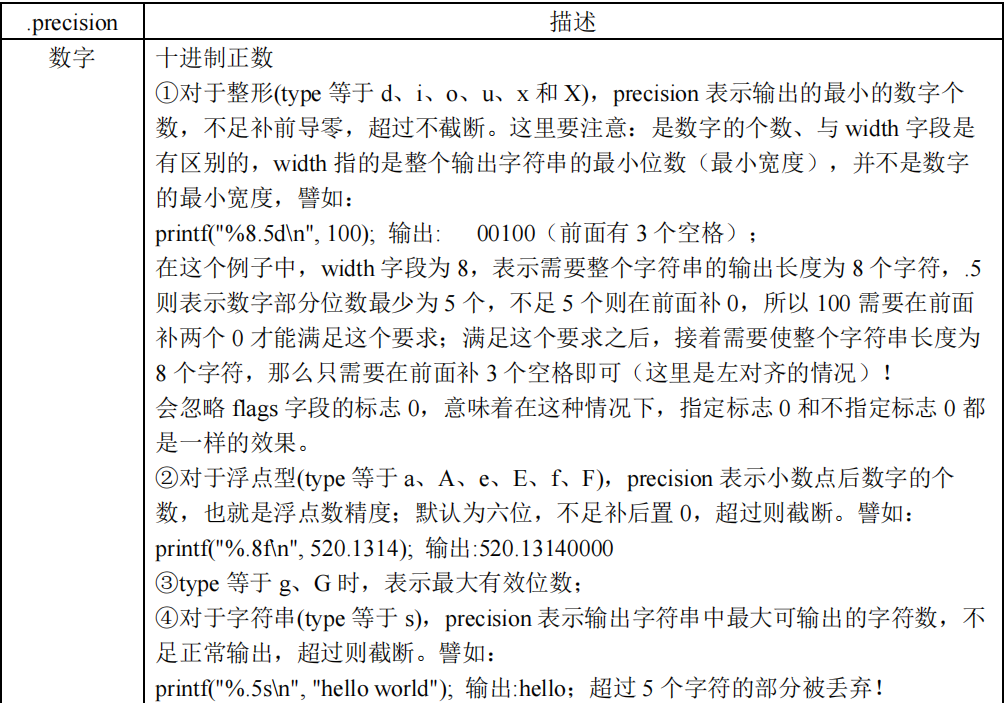 .precision 描述
数字 十进制正数
①对于整形(type 等于 d、i、o、u、x 和 X)，precision 表示输出的最小的数字个
数，不足补前导零，超过不截断。这里要注意：是数字的个数、与 width 字段是
有区别的，width 指的是整个输出字符串的最小位数（最小宽度），并不是数字
的最小宽度，譬如：
printf("%8.5d\n", 100); 输出:   00100（前面有 3 个空格）；
在这个例子中，width 字段为 8，表示需要整个字符串的输出长度为 8 个字符，.5
则表示数字部分位数最少为 5 个，不足 5 个则在前面补 0，所以 100 需要在前面
补两个 0 才能满足这个要求；满足这个要求之后，接着需要使整个字符串长度为
8 个字符，那么只需要在前面补 3 个空格即可（这里是左对齐的情况）！
会忽略 flags 字段的标志 0，意味着在这种情况下，指定标志 0 和不指定标志 0 都
是一样的效果。
②对于浮点型(type 等于 a、A、e、E、f、F)，precision 表示小数点后数字的个
数，也就是浮点数精度；默认为六位，不足补后置 0，超过则截断。譬如：
printf("%.8f\n", 520.1314); 输出:520.13140000
③type 等于 g、G 时，表示最大有效位数；
④对于字符串(type 等于 s)，precision 表示输出字符串中最大可输出的字符数，不
足正常输出，超过则截断。譬如：
printf("%.5s\n", "hello world"); 输出:hello；超过 5 个字符的部分被丢弃！